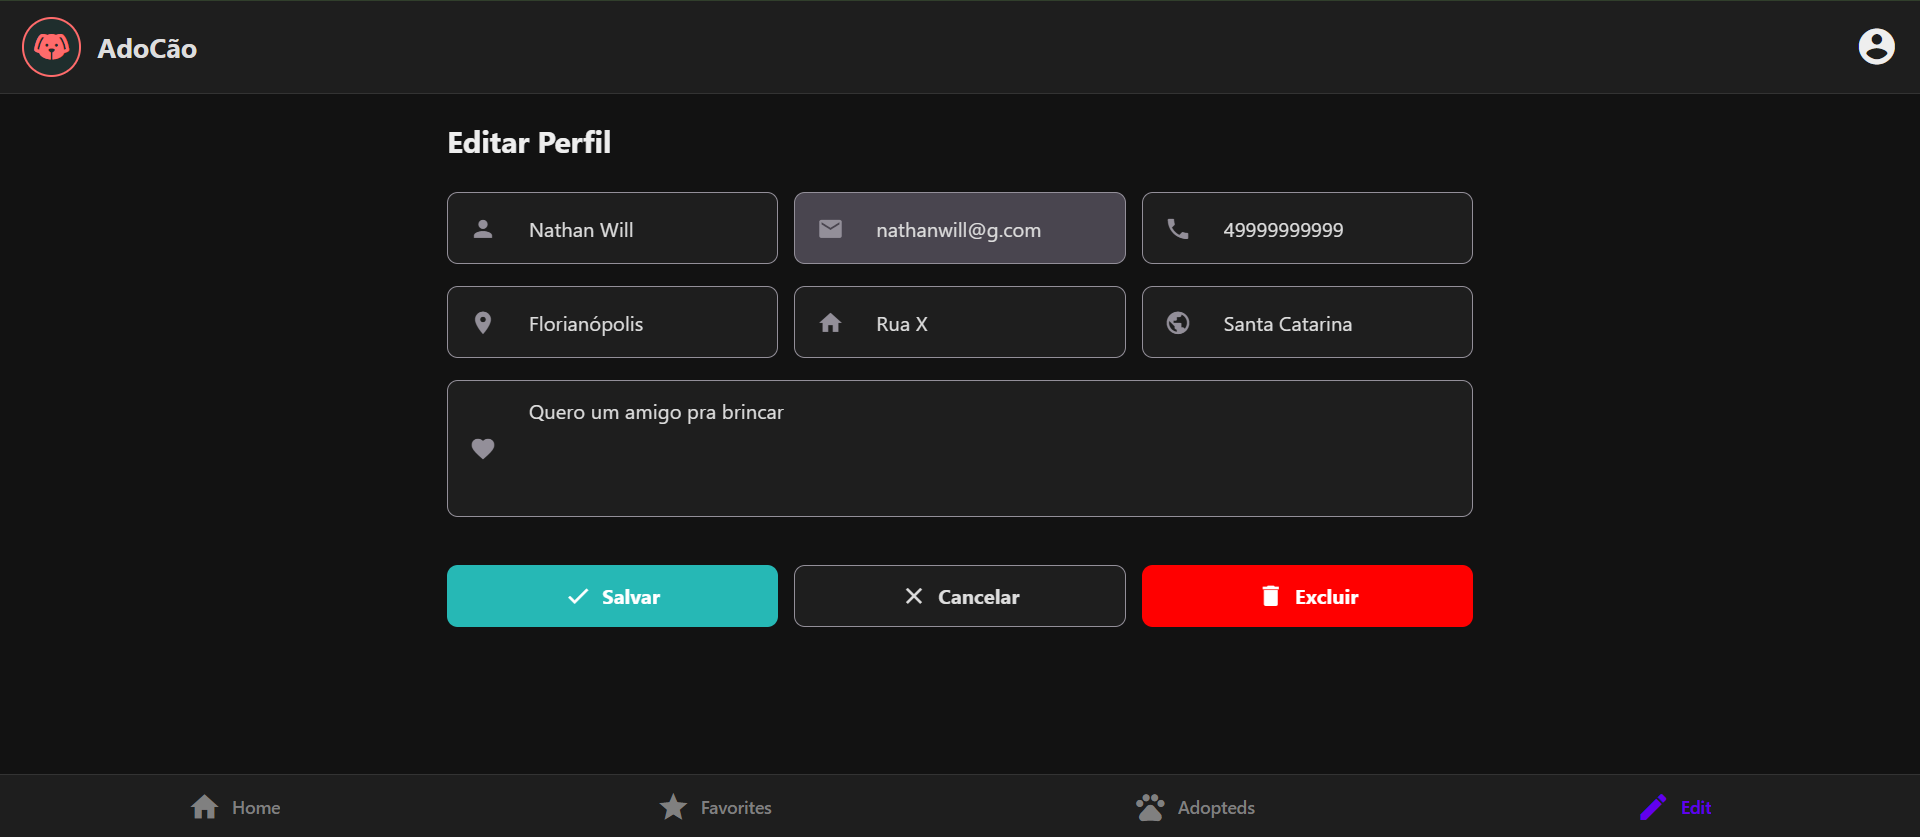 AdoCão
Editar Perfil
Nathan Will
nathanwill@g.com
49999999999
Florianópolis
Rua X
Santa Catarina
Quero um amigo pra brincar
Salvar
Cancelar
Excluir
Home
Favorites
Adopteds
Edit